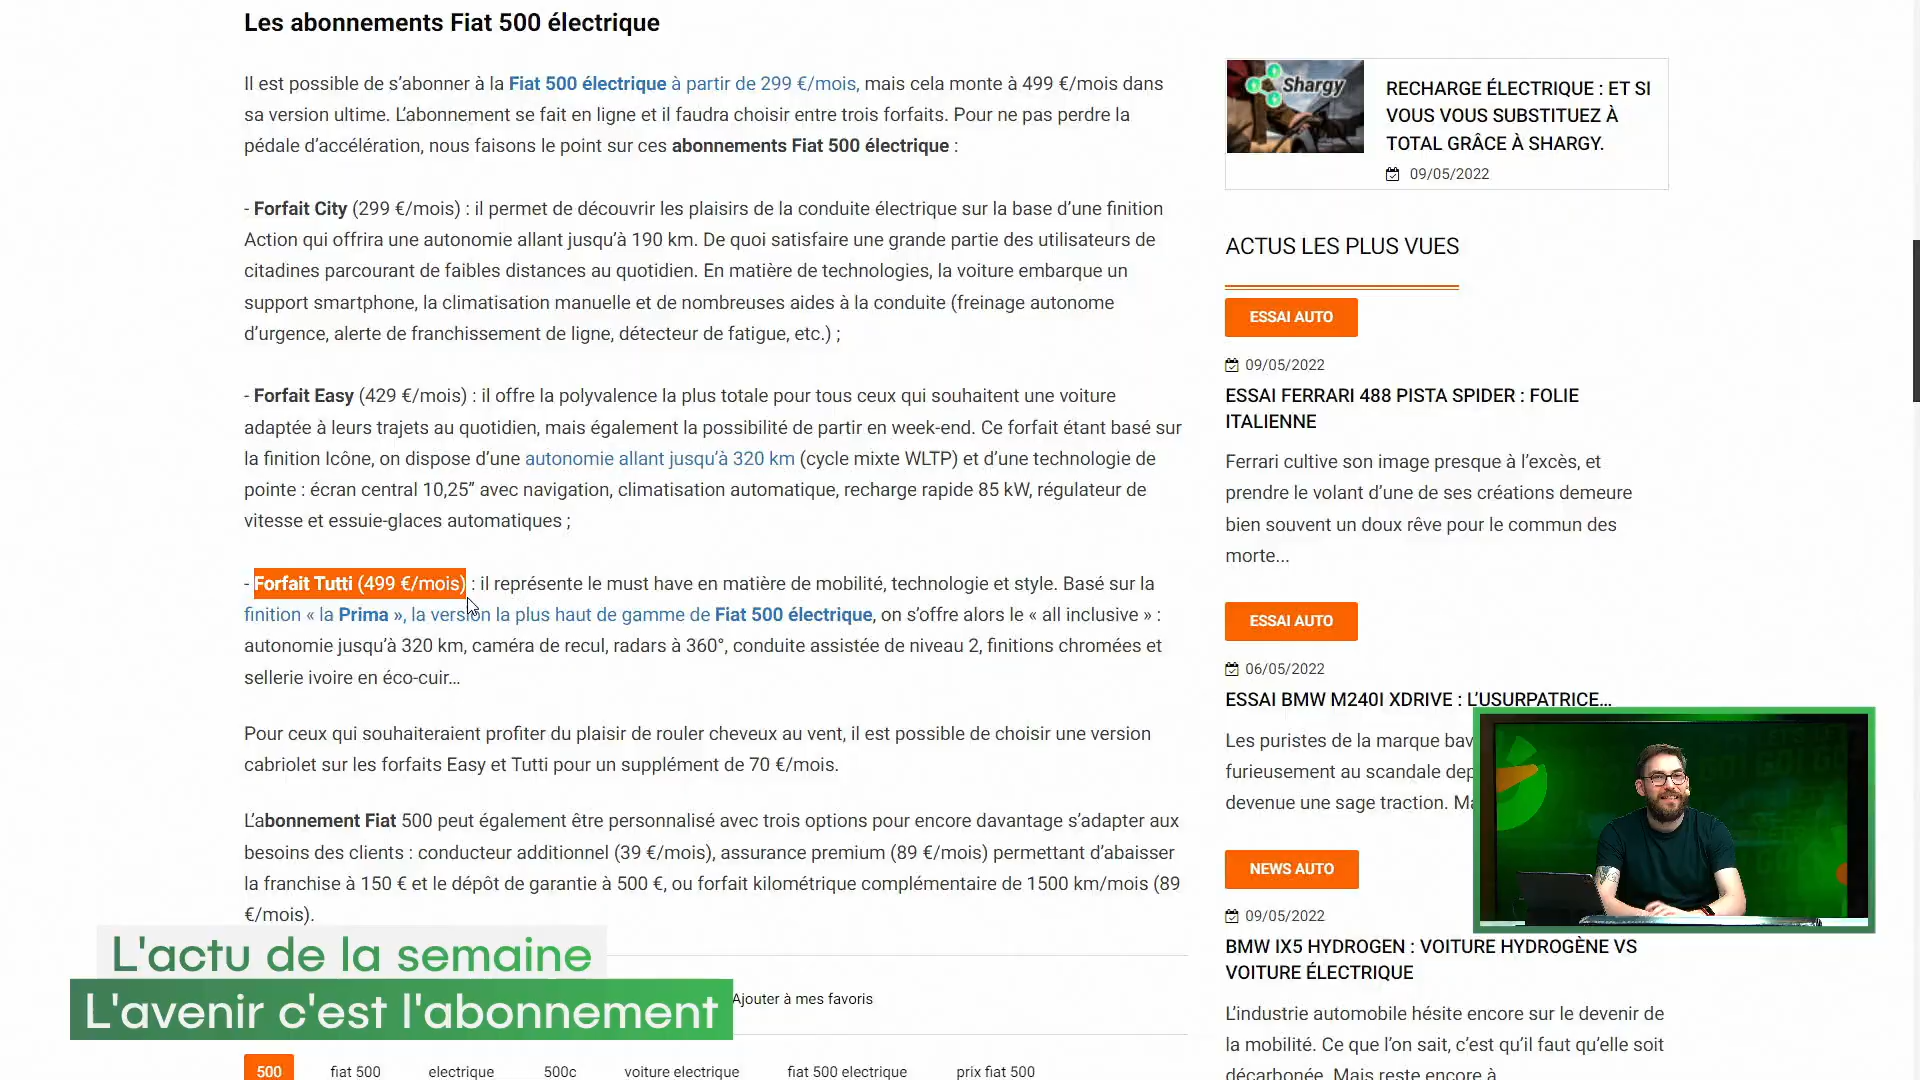 Les abonnements Fiat 500 électrique
Il est possible de s’abonner à la Fiat 500 électrique à partir de 299 €/mois, mais cela monte à 499 €/mois dans
sa version ultime. L’abonnement se fait en ligne et il faudra choisir entre trois forfaits. Pour ne pas perdre la
pédale d’accélération, nous faisons le point sur ces abonnements Fiat 500 électrique :
- Forfait City (299 €/mois) : il permet de découvrir les plaisirs de la conduite électrique sur la base d’une finition
Action qui offrira une autonomie allant jusqu’à 190 km. De quoi satisfaire une grande partie des utilisateurs de
citadines parcourant de faibles distances au quotidien. En matière de technologies, la voiture embarque un
support smartphone, la climatisation manuelle et de nombreuses aides à la conduite (freinage autonome
d’urgence, alerte de franchissement de ligne, détecteur de fatigue, etc.) ;
- Forfait Easy (429 €/mois) : il offre la polyvalence la plus totale pour tous ceux qui souhaitent une voiture
adaptée à leurs trajets au quotidien, mais également la possibilité de partir en week-end. Ce forfait étant basé sur
la finition Icône, on dispose d’une autonomie allant jusqu’à 320 km (cycle mixte WLTP) et d’une technologie de
pointe : écran central 10,25” avec navigation, climatisation automatique, recharge rapide 85 kW, régulateur de
vitesse et essuie-glaces automatiques ;
- Forfait Tutti (499 €/mois) : il représente le must have en matière de mobilité, technologie et style. Basé sur la
finition « la Prima », la version la plus haut de gamme de Fiat 500 électrique, on s’offre alors le « all inclusive » :
autonomie jusqu’à 320 km, caméra de recul, radars à 360°, conduite assistée de niveau 2, finitions chromées et
sellerie ivoire en éco-cuir...
Pour ceux qui souhaiteraient profiter du plaisir de rouler cheveux au vent, il est possible de choisir une version
cabriolet sur les forfaits Easy et Tutti pour un supplément de 70 €/mois.
L’abonnement Fiat 500 peut également être personnalisé avec trois options pour encore davantage s’adapter aux
besoins des clients : conducteur additionnel (39 €/mois), assurance premium (89 €/mois) permettant d’abaisser
la franchise à 150 € et le dépôt de garantie à 500 €, ou forfait kilométrique complémentaire de 1500 km/mois (89
€/mois).
L'actu de la semaine
L'avenir c'est l'abonnement
Ajouter à mes favoris
500 fiat 500 electrique 500c voiture electrique fiat 500 electrique prix fiat 500
Shargy
RECHARGE ÉLECTRIQUE : ET SI
VOUS VOUS SUBSTITUEZ À
TOTAL GRÂCE À SHARGY.
09/05/2022
ACTUS LES PLUS VUES
ESSAI AUTO
09/05/2022
ESSAI FERRARI 488 PISTA SPIDER : FOLIE
ITALIENNE
Ferrari cultive son image presque à l’excès, et
prendre le volant d’une de ses créations demeure
bien souvent un doux rêve pour le commun des
morte...
ESSAI AUTO
06/05/2022
ESSAI BMW M240I XDRIVE : L’USURPATRICE...
Les puristes de la marque bav
furieusement au scandale dep
devenue une sage traction. Ma
NEWS AUTO
09/05/2022
BMW IX5 HYDROGEN : VOITURE HYDROGÈNE VS
VOITURE ÉLECTRIQUE
L’industrie automobile hésite encore sur le devenir de
la mobilité. Ce que l’on sait, c’est qu’il faut qu’elle soit
décarbonée. Mais reste encore à